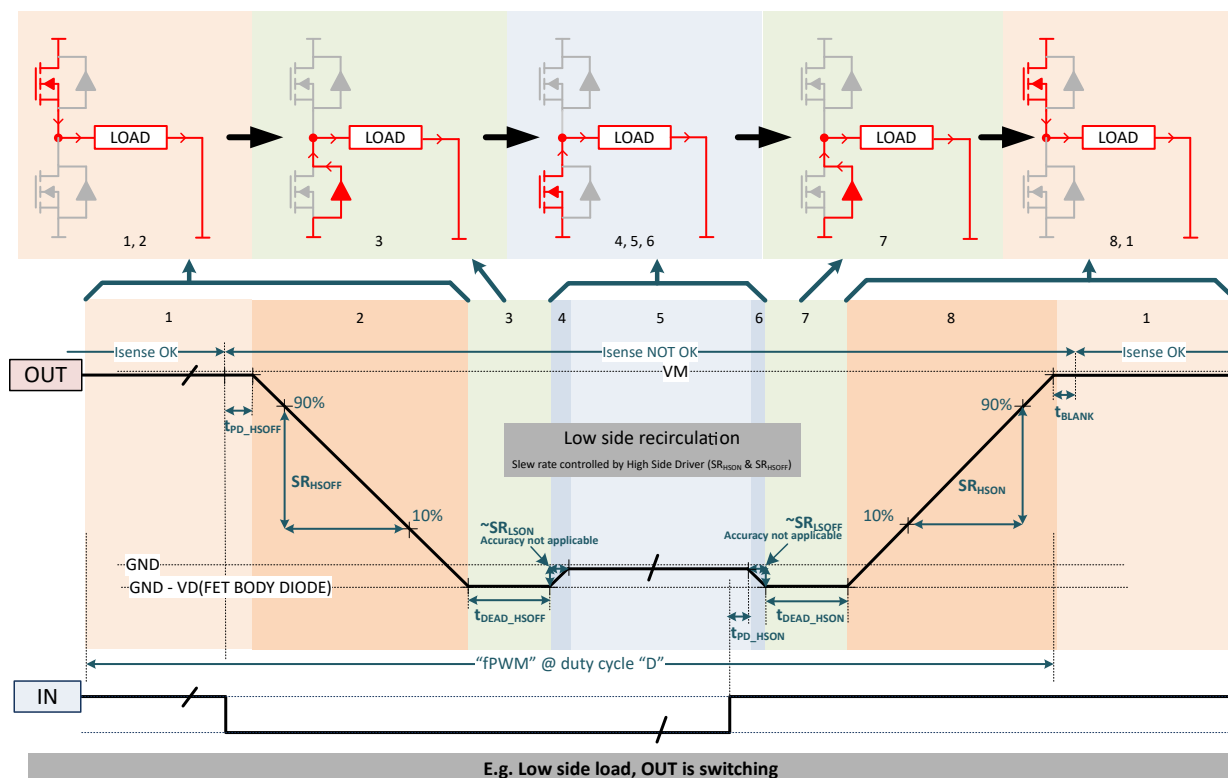 LOAD
LOAD
LOAD
LOAD
LOAD
1, 2
3
4, 5, 6
7
8, 1
1
2
3
4
5
6
7
8
1
Isense OK
Isense NOT OK
Isense OK
OUT
VM
90%
90%
tPD_HSOFF
tBLANK
Low side recirculation
Slew rate controlled by High Side Driver (SRHSON & SRHSOFF)
SRHSOFF
SRHSON
10%
10%
~SRLSON
Accuracy not applicable
~SRLSOFF
Accuracy not applicable
GND
GND - VD(FET BODY DIODE)
tDEAD_HSOFF
tDEAD_HSON
tPD_HSON
“fPWM” @ duty cycle “D”
IN
E.g. Low side load, OUT is switching